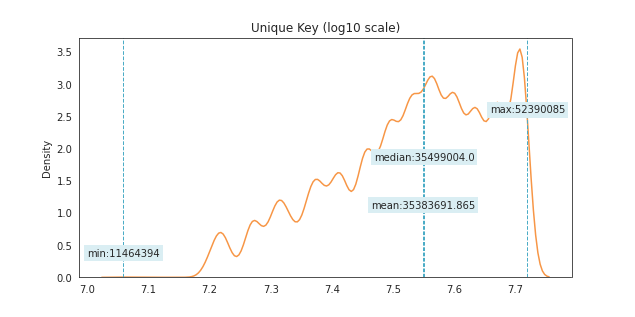 Unique Key (log10 scale)
3.5
3.0
max:52390085
2.5
2.0
median:35499004.0
Density
1.5
mean:35383691.865
1.0
0.5
min:11464394
0.0
7.0 7.1 7.2 7.3 7.4 7.5 7.6 7.7